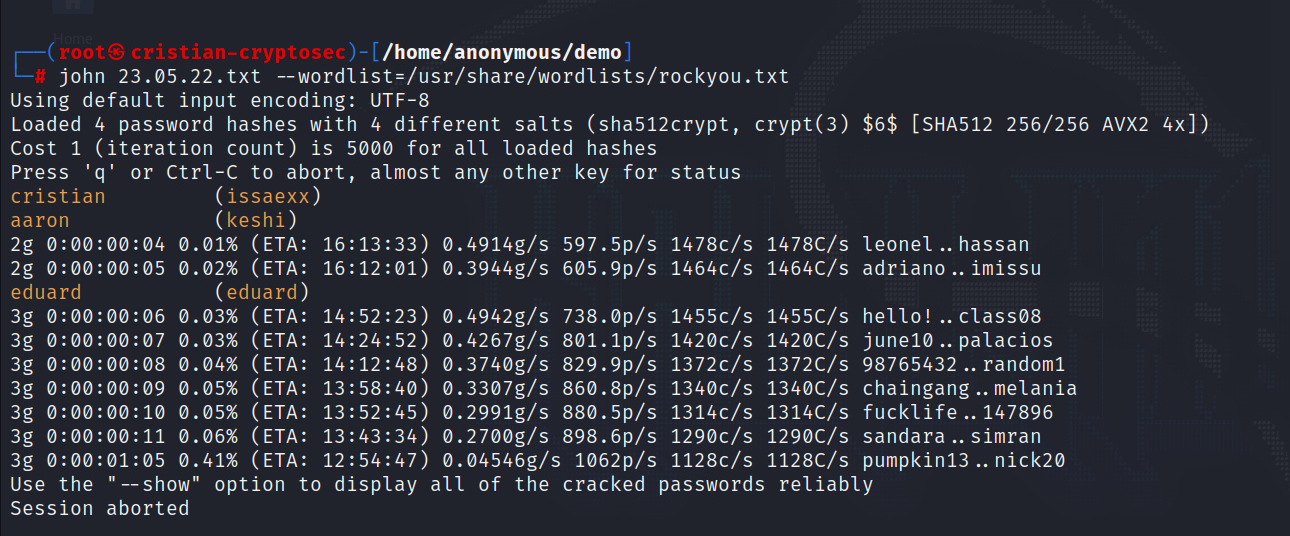 Home
┌──(root㉿cristian-cryptosec)-[/home/anonymous/demo]
└─# john 23.05.22.txt --wordlist=/usr/share/wordlists/rockyou.txt
Using default input encoding: UTF-8
Loaded 4 password hashes with 4 different salts (sha512crypt, crypt(3) $6$ [SHA512 256/256 AVX2 4x])
Cost 1 (iteration count) is 5000 for all loaded hashes
Press 'q' or Ctrl-C to abort, almost any other key for status
cristian         (issaexx)
aaron            (keshi)
2g 0:00:00:04 0.01% (ETA: 16:13:33) 0.4914g/s 597.5p/s 1478c/s 1478C/s leonel..hassan
2g 0:00:00:05 0.02% (ETA: 16:12:01) 0.3944g/s 605.9p/s 1464c/s 1464C/s adriano..imissu
eduard           (eduard)
3g 0:00:00:06 0.03% (ETA: 14:52:23) 0.4942g/s 738.0p/s 1455c/s 1455C/s hello!..class08
3g 0:00:00:07 0.03% (ETA: 14:24:52) 0.4267g/s 801.1p/s 1420c/s 1420C/s june10..palacios
3g 0:00:00:08 0.04% (ETA: 14:12:48) 0.3740g/s 829.9p/s 1372c/s 1372C/s 98765432..random1
3g 0:00:00:09 0.05% (ETA: 13:58:40) 0.3307g/s 860.8p/s 1340c/s 1340C/s chaingang..melania
3g 0:00:00:10 0.05% (ETA: 13:52:45) 0.2991g/s 880.5p/s 1314c/s 1314C/s fucklife..147896
3g 0:00:00:11 0.06% (ETA: 13:43:34) 0.2700g/s 898.6p/s 1290c/s 1290C/s sandara..simran
3g 0:00:01:05 0.41% (ETA: 12:54:47) 0.04546g/s 1062p/s 1128c/s 1128C/s pumpkin13..nick20
Use the "--show" option to display all of the cracked passwords reliably
Session aborted